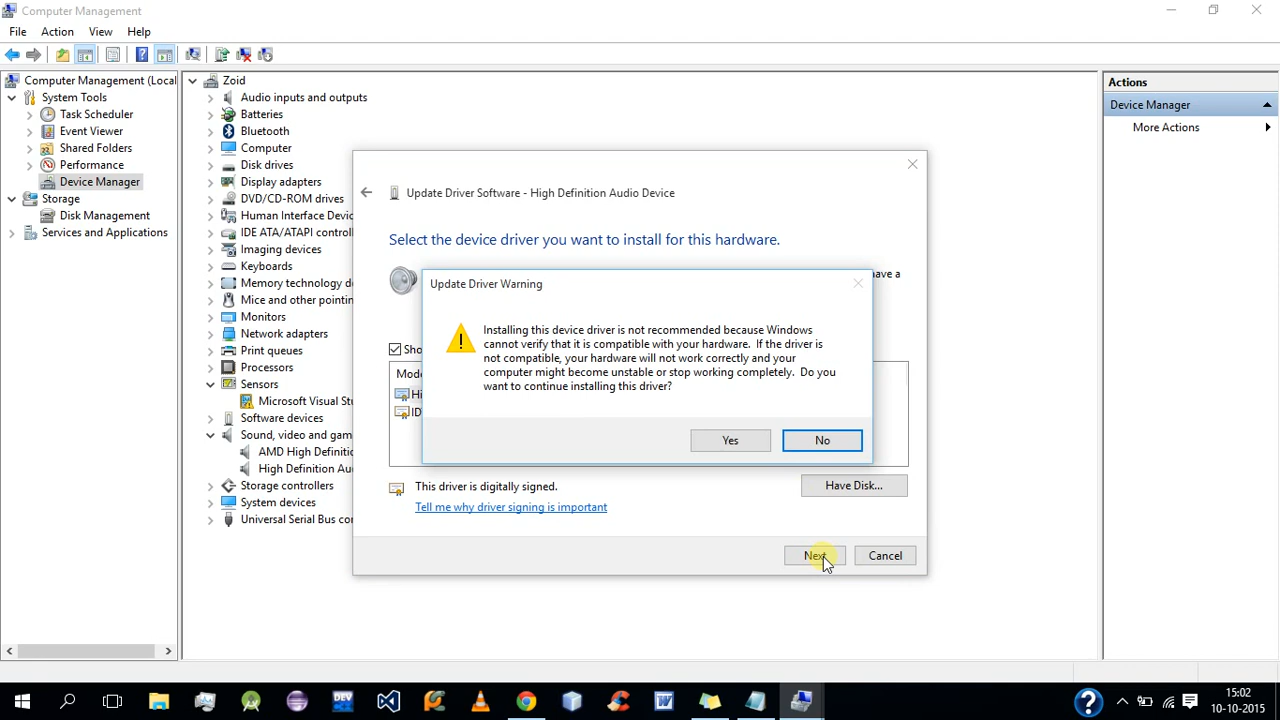 Computer Management
File Action View Help
Computer Management (Local
System Tools
Task Scheduler
Event Viewer
Shared Folders
Performance
Device Manager
Storage
Disk Management
Services and Applications
Zoid
Audio inputs and outputs
Batteries
Bluetooth
Computer
Disk drives
Display adapters
DVD/CD-ROM drives
Human Interface Devic
IDE ATA/ATAPI control
Imaging devices
Keyboards
Memory technology d
Mice and other pointin
Monitors
Network adapters
Print queues
Processors
Sensors
Microsoft Visual Stu
Software devices
Sound, video and gam
AMD High Definitic
High Definition Au
Storage controllers
System devices
Universal Serial Bus cor
Update Driver Software - High Definition Audio Device
Select the device driver you want to install for this hardware.
have a
Sho
Mode
Hi
ID
Update Driver Warning
Installing this device driver is not recommended because Windows
cannot verify that it is compatible with your hardware. If the driver is
not compatible, your hardware will not work correctly and your
computer might become unstable or stop working completely. Do you
want to continue installing this driver?
Yes No
This driver is digitally signed.
Have Disk...
Tell me why driver signing is important
Next Cancel
Actions
Device Manager
More Actions
DEV
W
15:02
10-10-2015